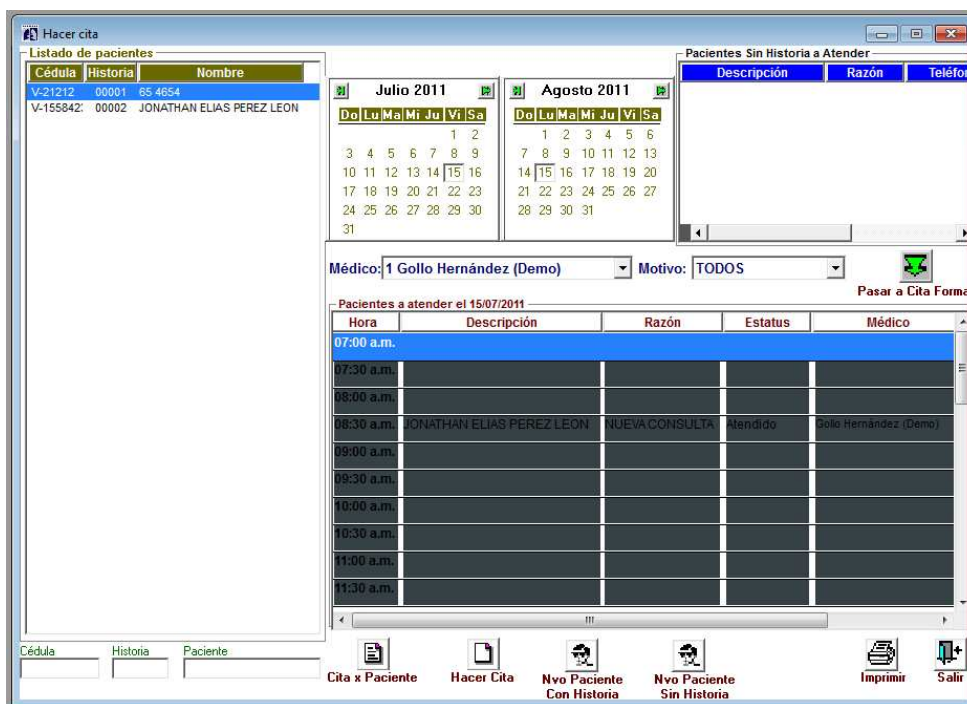 Hacer cita
Listado de pacientes
Cédula Historia Nombre
V-21212 00001 65 4654
V-155842: 00002 JONATHAN ELIAS PEREZ LEON
Julio 2011
Do Lu Ma Mi Ju Vi Sa
1 2
3 4 5 6 7 8 9
10 11 12 13 14 15 16
17 18 19 20 21 22 23
24 25 26 27 28 29 30
31
Agosto 2011
Do Lu Ma Mi Ju Vi Sa
1 2 3 4 5 6
7 8 9 10 11 12 13
14 15 16 17 18 19 20
21 22 23 24 25 26 27
28 29 30 31
Pacientes Sin Historia a Atender
Descripción Razón Teléfo
Médico: 1 Gollo Hernández (Demo) Motivo: TODOS
Pasar a Cita Forma
Pacientes a atender el 15/07/2011
Hora Descripción Razón Estatus Médico
07:00 a.m.
07:30 a.m.
08:00 a.m.
08:30 a.m. JONATHAN ELIAS PEREZ LEON NUEVA CONSULTA Atendido Gollo Hernández (Demo)
09:00 a.m.
09:30 a.m.
10:00 a.m.
10:30 a.m.
11:00 a.m.
11:30 a.m.
Cédula Historia Paciente
Cita x Paciente
Hacer Cita
Nvo Paciente
Con Historia
Nvo Paciente
Sin Historia
Imprimir
Salir